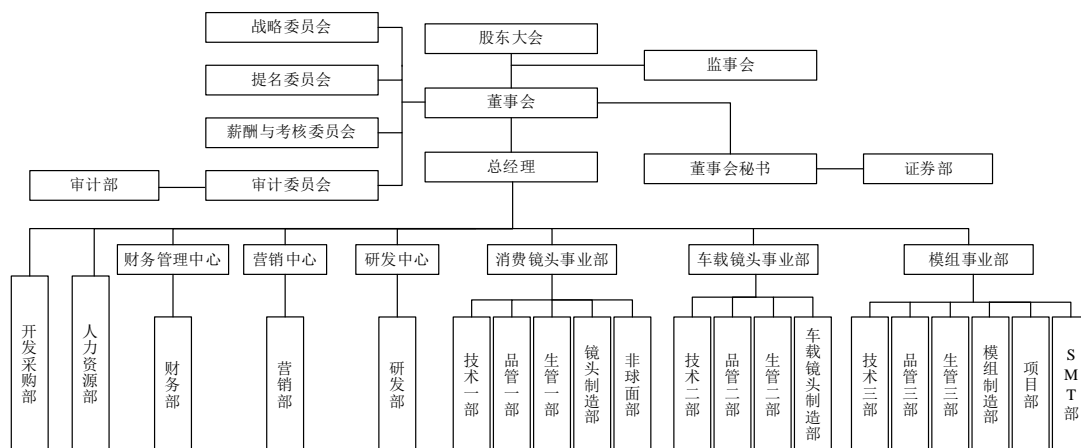 战略委员会
股东大会
提名委员会
监事会
董事会
薪酬与考核委员会
总经理
董事会秘书
证券部
审计部
审计委员会
财务管理中心
营销中心
研发中心
消费镜头事业部
车载镜头事业部
模组事业部
开发采购部
人力资源部
财务部
营销部
研发部
技术一部
品管一部
生管一部
镜头制造部
非球面部
技术二部
品管二部
生管二部
车载镜头制造部
技术三部
品管三部
生管三部
模组制造部
项目部
SMT部